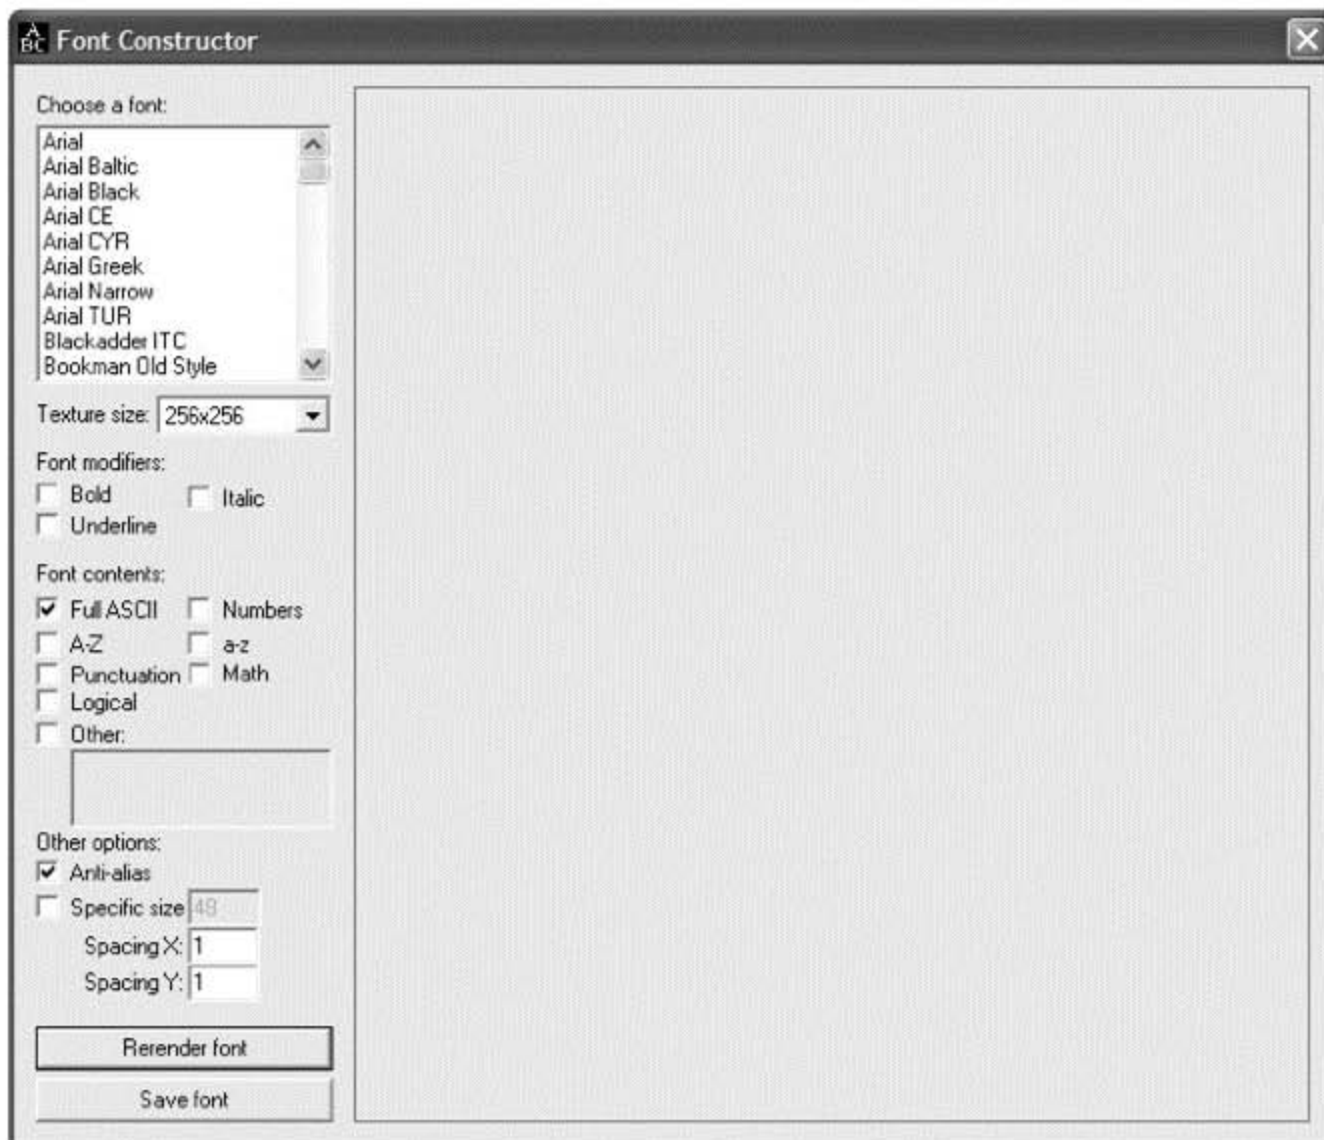 A
BC Font Constructor
Choose a font:
Arial
Arial Baltic
Arial Black
Arial CE
Arial CYR
Arial Greek
Arial Narrow
Arial TUR
Blackadder ITC
Bookman Old Style
Texture size: 256x256
Font modifiers:
Bold Italic
Underline
Font contents:
Full ASCII Numbers
A-Z a-z
Punctuation Math
Logical
Other:
Other options:
Anti-alias
Specific size 48
Spacing X: 1
Spacing Y: 1
Rerender font
Save font